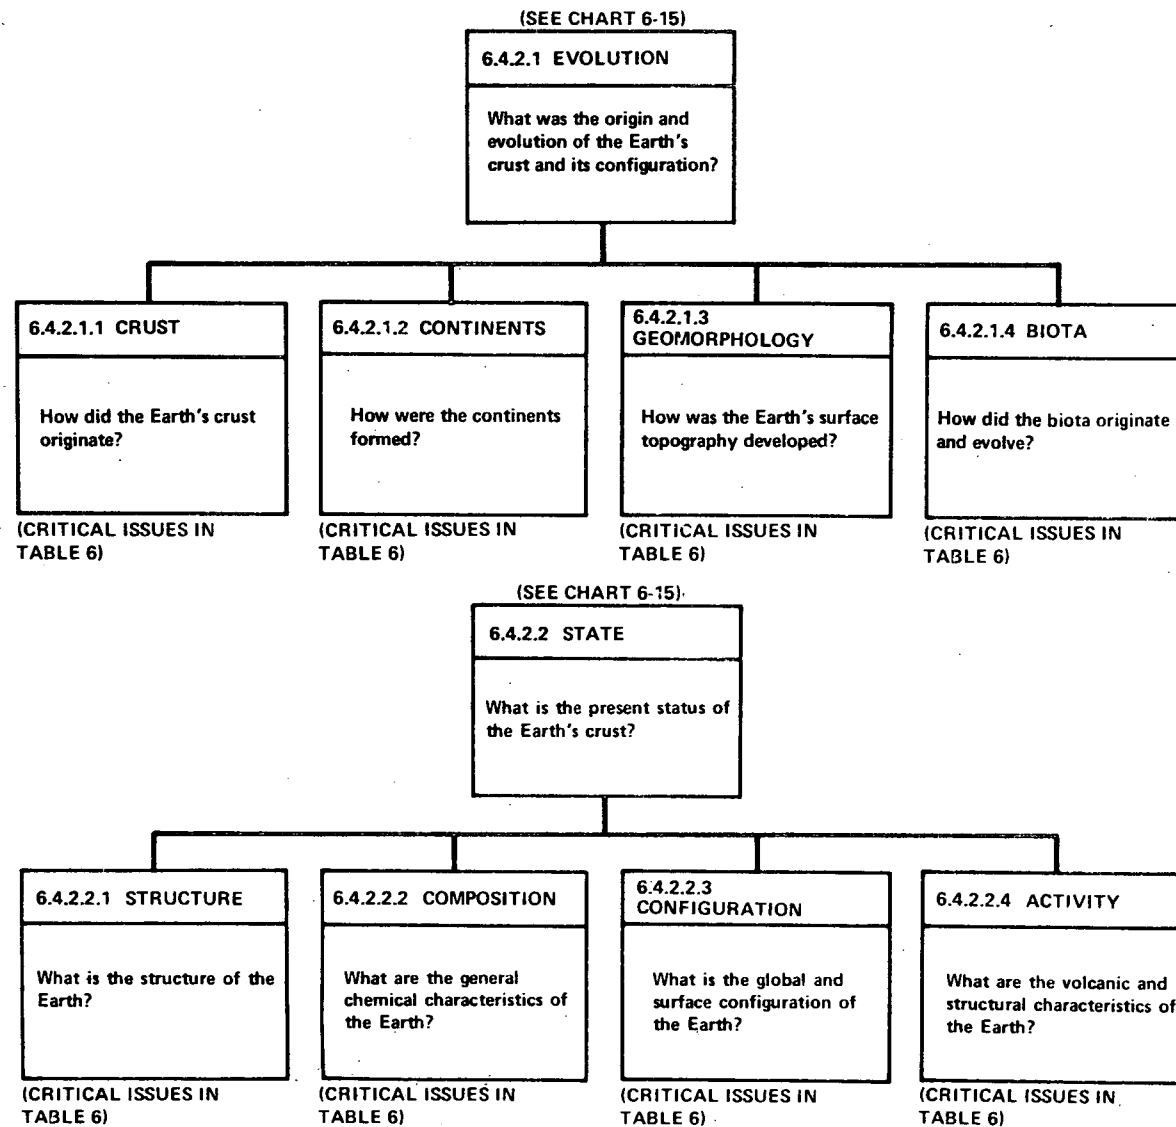 (SEE CHART 6-15)
6.4.2.1 EVOLUTION
What was the origin and
evolution of the Earth's
crust and its configuration?
6.4.2.1.1 CRUST
How did the Earth's crust
originate?
(CRITICAL ISSUES IN
TABLE 6)
6.4.2.1.2 CONTINENTS
How were the continents
formed?
(CRITICAL ISSUES IN
TABLE 6)
6.4.2.1.3
GEOMORPHOLOGY
How was the Earth's surface
topography developed?
(CRITICAL ISSUES IN
TABLE 6)
6.4.2.1.4 BIOTA
How did the biota originate
and evolve?
(CRITICAL ISSUES IN
TABLE 6)
(SEE CHART 6-15)
6.4.2.2 STATE
What is the present status of
the Earth's crust?
6.4.2.2.1 STRUCTURE
What is the structure of the
Earth?
(CRITICAL ISSUES IN
TABLE 6)
6.4.2.2.2 COMPOSITION
What are the general
chemical characteristics of
the Earth?
(CRITICAL ISSUES IN
TABLE 6)
6.4.2.2.3
CONFIGURATION
What is the global and
surface configuration of
the Earth?
(CRITICAL ISSUES IN
TABLE 6)
6.4.2.2.4 ACTIVITY
What are the volcanic and
structural characteristics of
the Earth?
(CRITICAL ISSUES IN
TABLE 6)